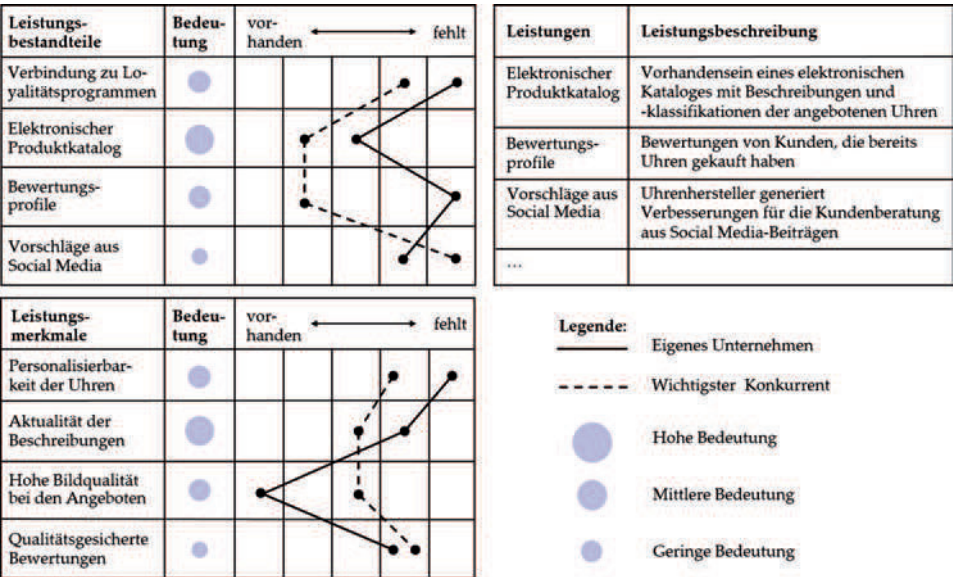 Leistungs-
bestandteile
Bedeu-
tung
vor-
handen
fehlt
Verbindung zu Lo-
yalitätsprogrammen
Elektronischer
Produktkatalog
Bewertungs-
profile
Vorschläge aus
Social Media
Leistungen
Leistungsbeschreibung
Elektronischer
Produktkatalog
Vorhandensein eines elektronischen
Kataloges mit Beschreibungen und
-klassifikationen der angebotenen Uhren
Bewertungs-
profile
Bewertungen von Kunden, die bereits
Uhren gekauft haben
Vorschläge aus
Social Media
Uhrenhersteller generiert
Verbesserungen für die Kundenberatung
aus Social Media-Beiträgen
...
Leistungs-
merkmale
Bedeu-
tung
vor-
handen
fehlt
Personalisierbar-
keit der Uhren
Aktualität der
Beschreibungen
Hohe Bildqualität
bei den Angeboten
Qualitätsgesicherte
Bewertungen
Legende:
Eigenes Unternehmen
Wichtigster Konkurrent
Hohe Bedeutung
Mittlere Bedeutung
Geringe Bedeutung